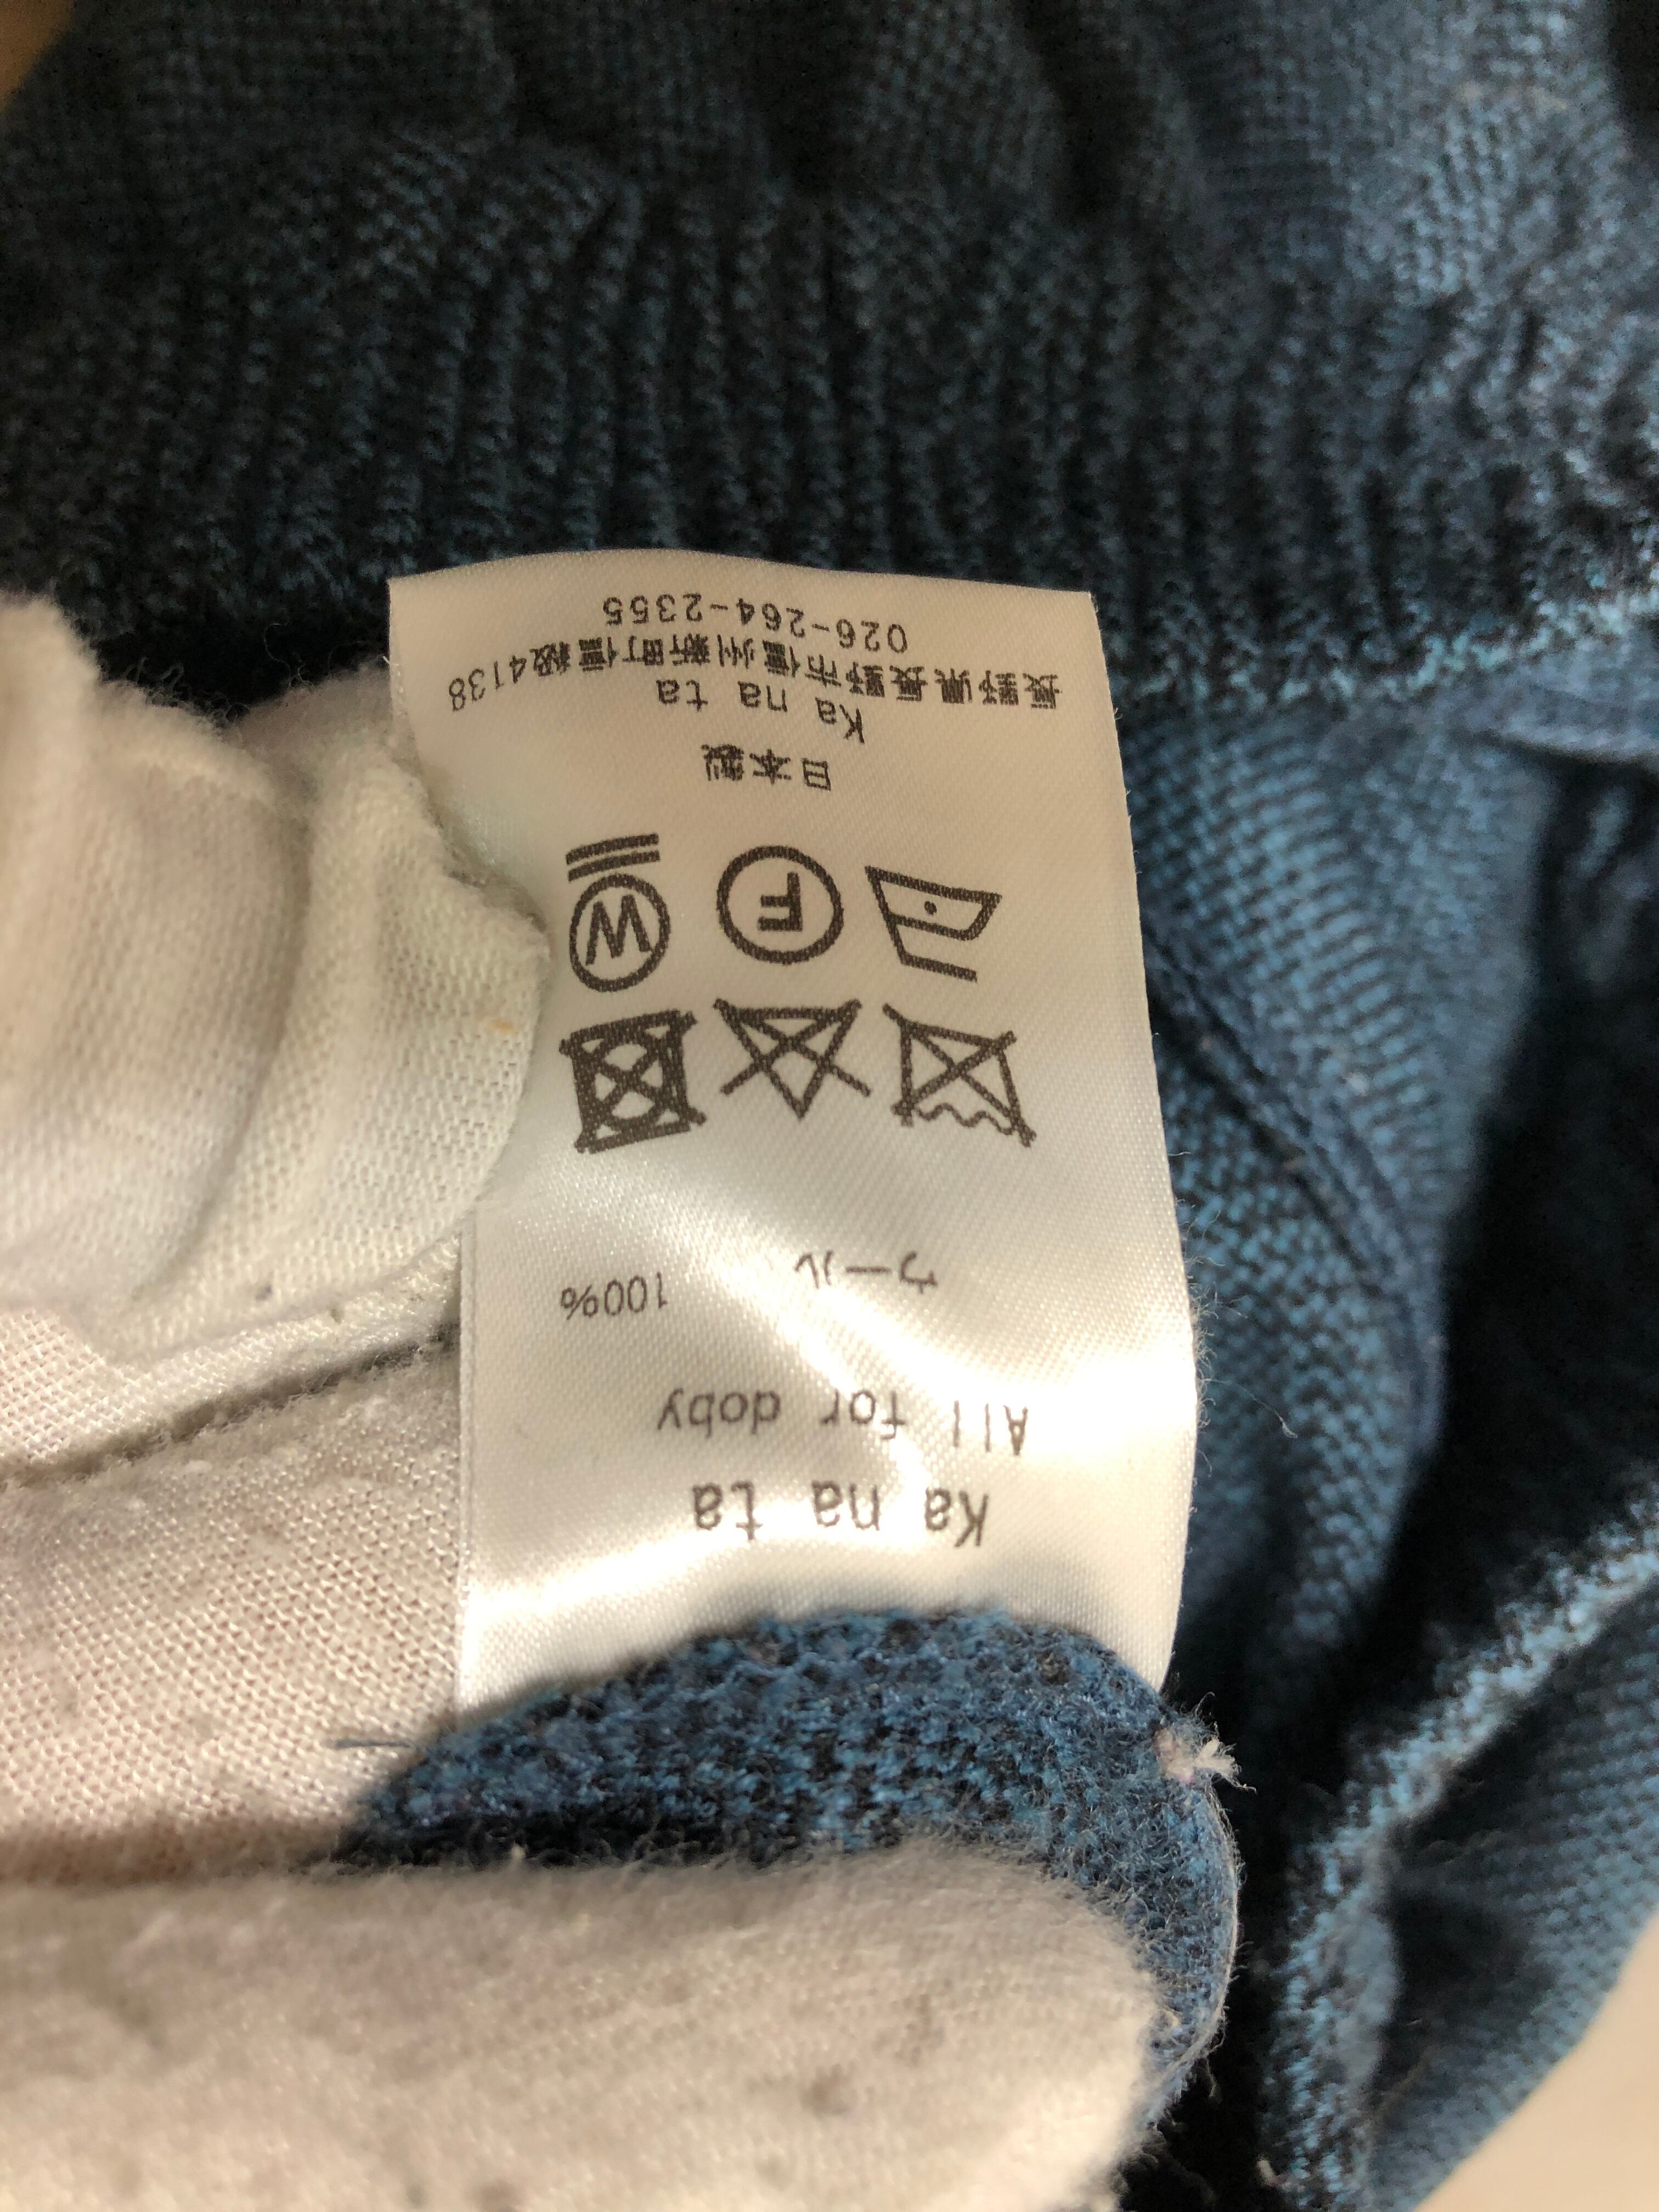 Ka na ta
All for doby
ウール 100%
F
W
日本製
Ka na ta
長野県長野市信州新町信級4138
026-264-2355